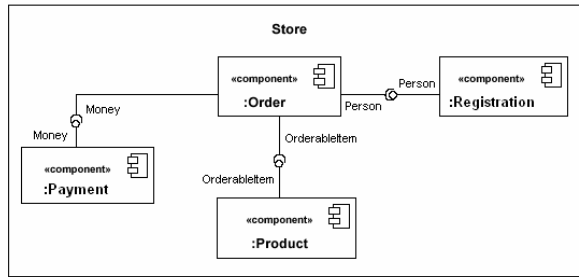 Store
«component»
:Order
Person
Person
«component»
:Registration
Money
Money
«component»
:Payment
OrderableItem
OrderableItem
«component»
:Product